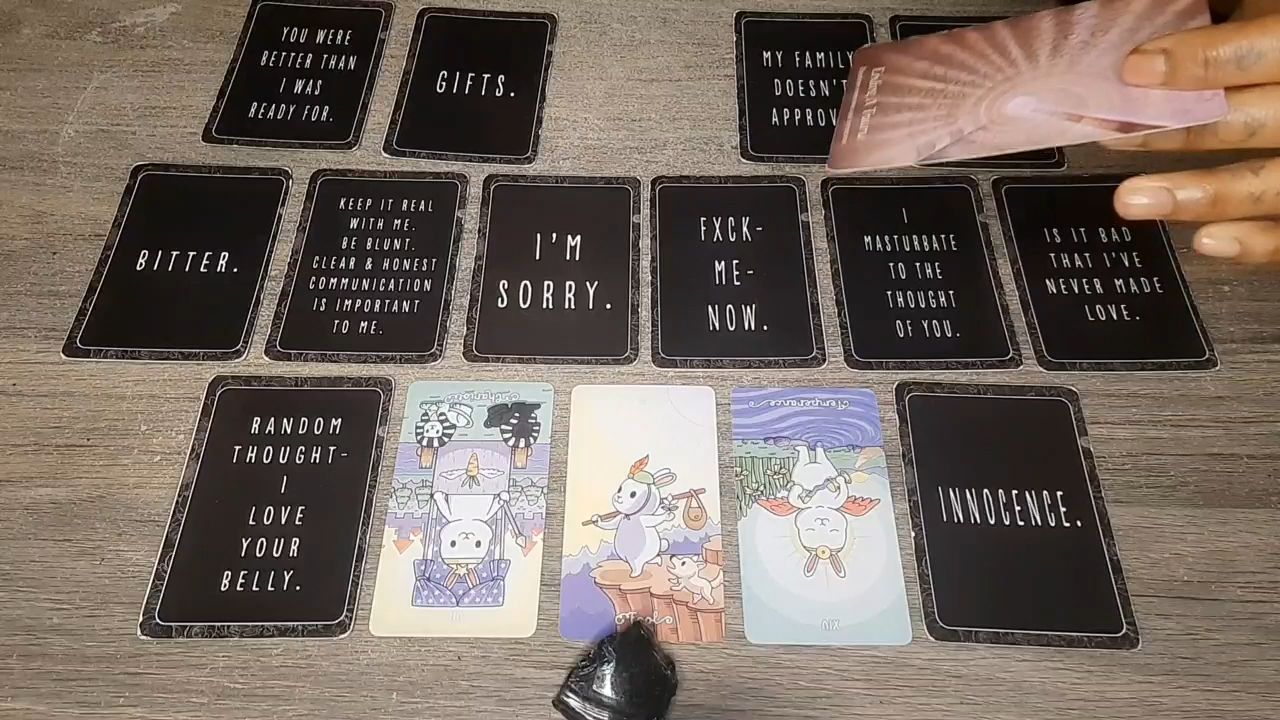 YOU WERE
BETTER THAN
I WAS
READY FOR.
GIFTS.
MY FAMILY
DOESN'T
BITTER.
KEEP IT REAL
WITH ME.
BE BLUNT.
CLEAR & HONEST
COMMUNICATION
IS IMPORTANT
TO ME.
I'M
SORRY.
FXCK-
ME-
NOW.
I
MASTURBATE
TO THE
THOUGHT
OF YOU.
IS IT BAD
THAT I'VE
NEVER MADE
LOVE.
RANDOM
THOUGHT-
I
LOVE
YOUR
BELLY.
Chariot
VII
Temperance
XIV
INNOCENCE.